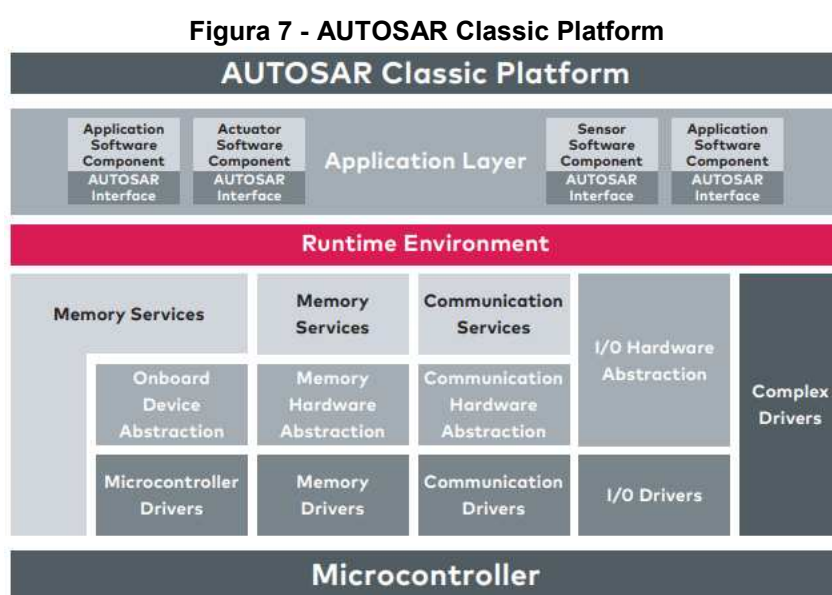 Figura 7 - AUTOSAR Classic Platform
AUTOSAR Classic Platform
Application
Software
Component
AUTOSAR
Interface
Actuator
Software
Component
AUTOSAR
Interface
Application Layer
Sensor
Software
Component
AUTOSAR
Interface
Application
Software
Component
AUTOSAR
Interface
Runtime Environment
Memory Services
Memory
Services
Communication
Services
I/O Hardware
Abstraction
Complex
Drivers
Onboard
Device
Abstraction
Memory
Hardware
Abstraction
Communication
Hardware
Abstraction
Microcontroller
Drivers
Memory
Drivers
Communication
Drivers
I/O Drivers
Microcontroller